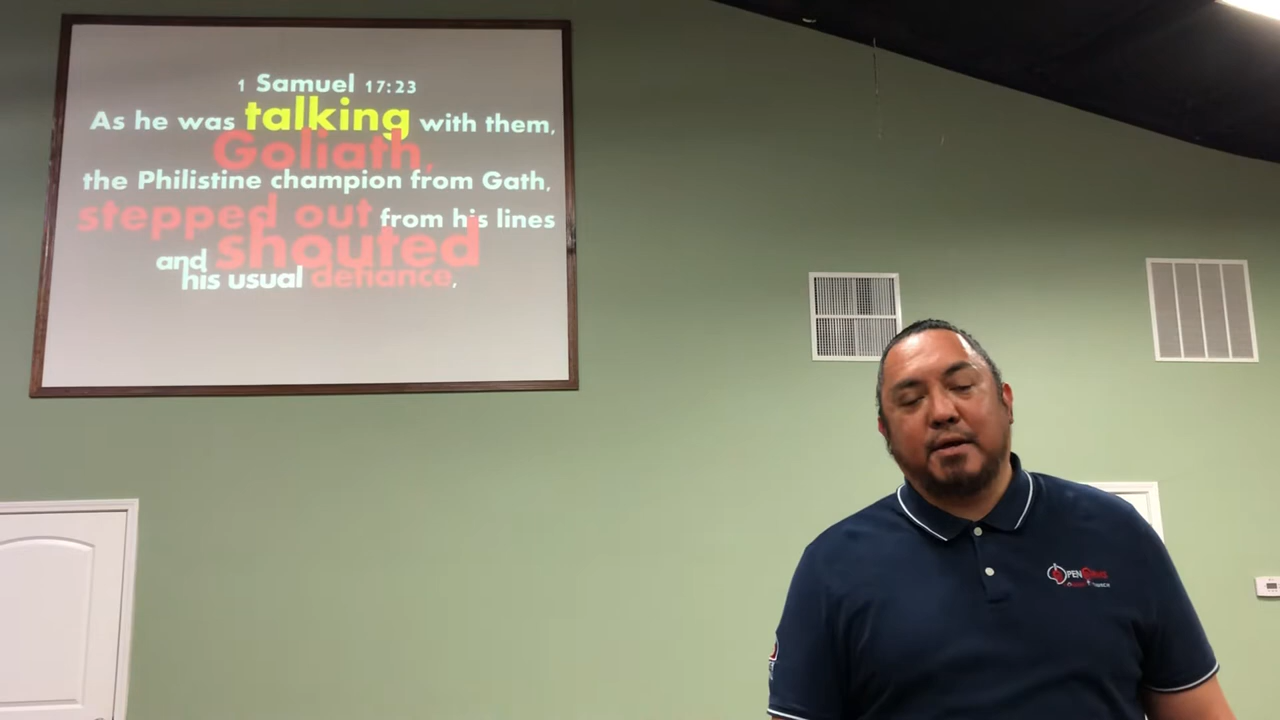 1 Samuel 17:23
As he was talking with them,
Goliath,
the Philistine champion from Gath,
stepped out from his lines
and shouted
his usual defiance,